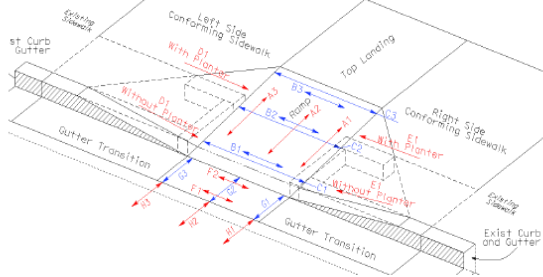 Existing
Sidewalk
Left Side
Conforming Sidewalk
st Curb
Gutter
D1
With Planter
Top Landing
B3
C3
A3
Ramp
B2
A2
C2
A1
Right Side
Conforming Sidewalk
D1
Without Planter
E1
With Planter
B1
C1
E1
Without Planter
Existing
Sidewalk
Gutter Transition
G3
F2
G2
F1
G1
H3
H2
H1
Gutter Transition
Exist Curb
and Gutter